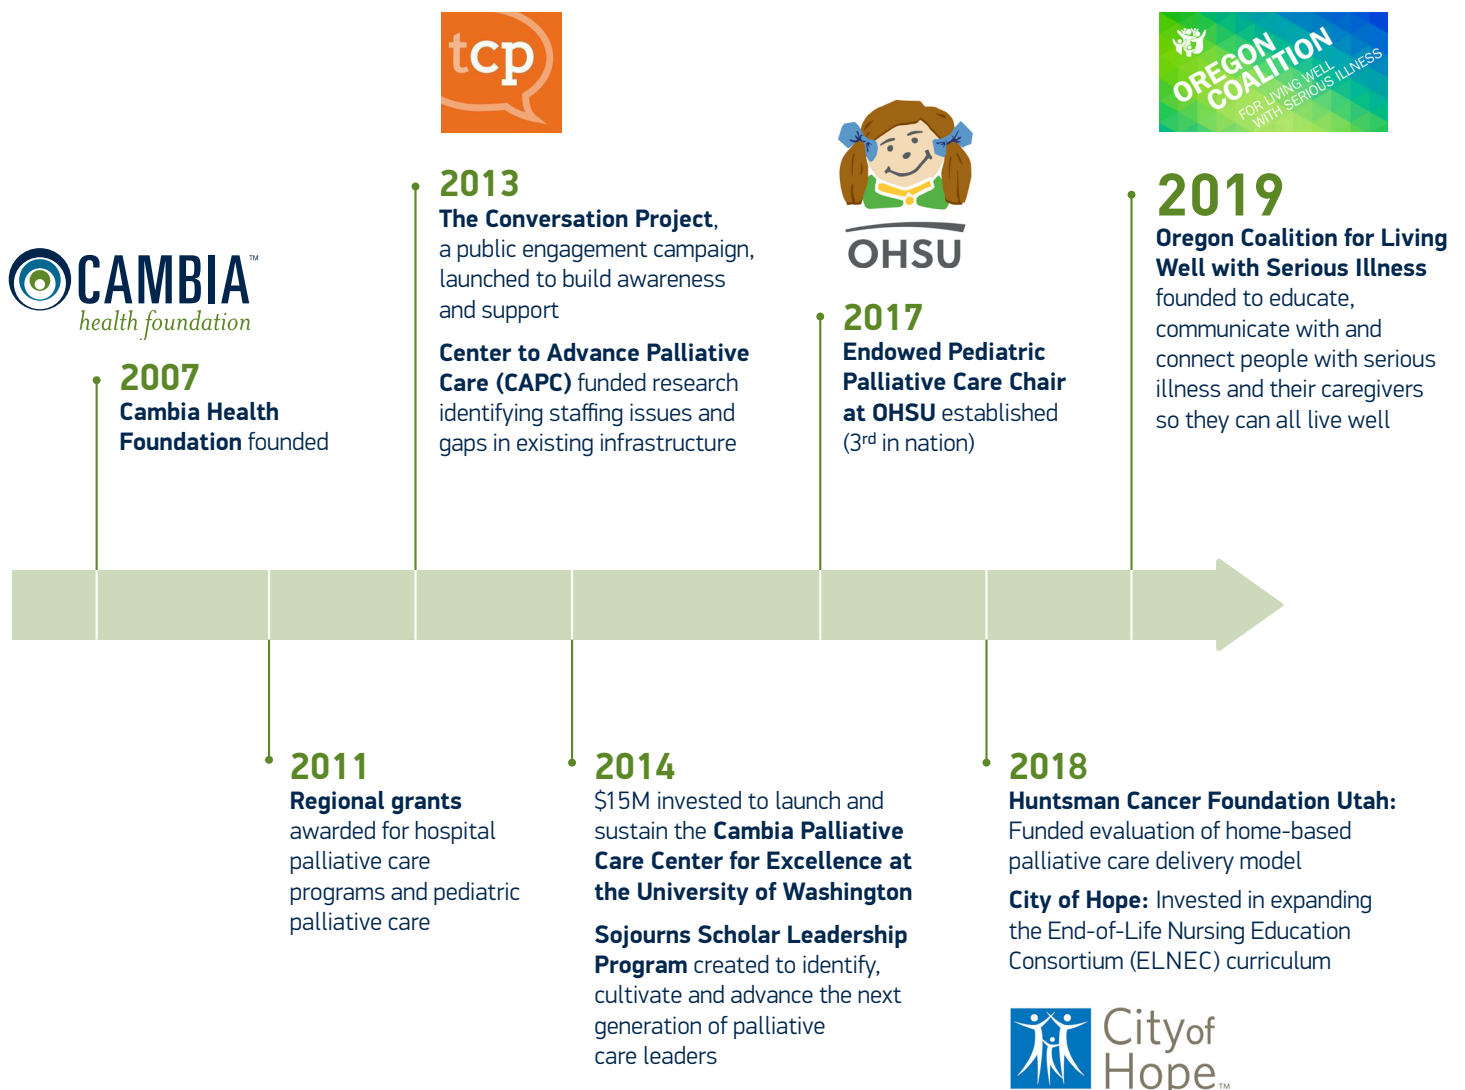 tcp
OREGON
COALITION
FOR LIVING WELL
WITH SERIOUS ILLNESS
OHSU
CAMBIA™
health foundation
2007
Cambia Health
Foundation founded
2013
The Conversation Project,
a public engagement campaign,
launched to build awareness
and support
Center to Advance Palliative
Care (CAPC) funded research
identifying staffing issues and
gaps in existing infrastructure
2017
Endowed Pediatric
Palliative Care Chair
at OHSU established
(3rd in nation)
2019
Oregon Coalition for Living
Well with Serious Illness
founded to educate,
communicate with and
connect people with serious
illness and their caregivers
so they can all live well
2011
Regional grants
awarded for hospital
palliative care
programs and pediatric
palliative care
2014
$15M invested to launch and
sustain the Cambia Palliative
Care Center for Excellence at
the University of Washington
Sojourns Scholar Leadership
Program created to identify,
cultivate and advance the next
generation of palliative
care leaders
2018
Huntsman Cancer Foundation Utah:
Funded evaluation of home-based
palliative care delivery model
City of Hope: Invested in expanding
the End-of-Life Nursing Education
Consortium (ELNEC) curriculum
City of
Hope™